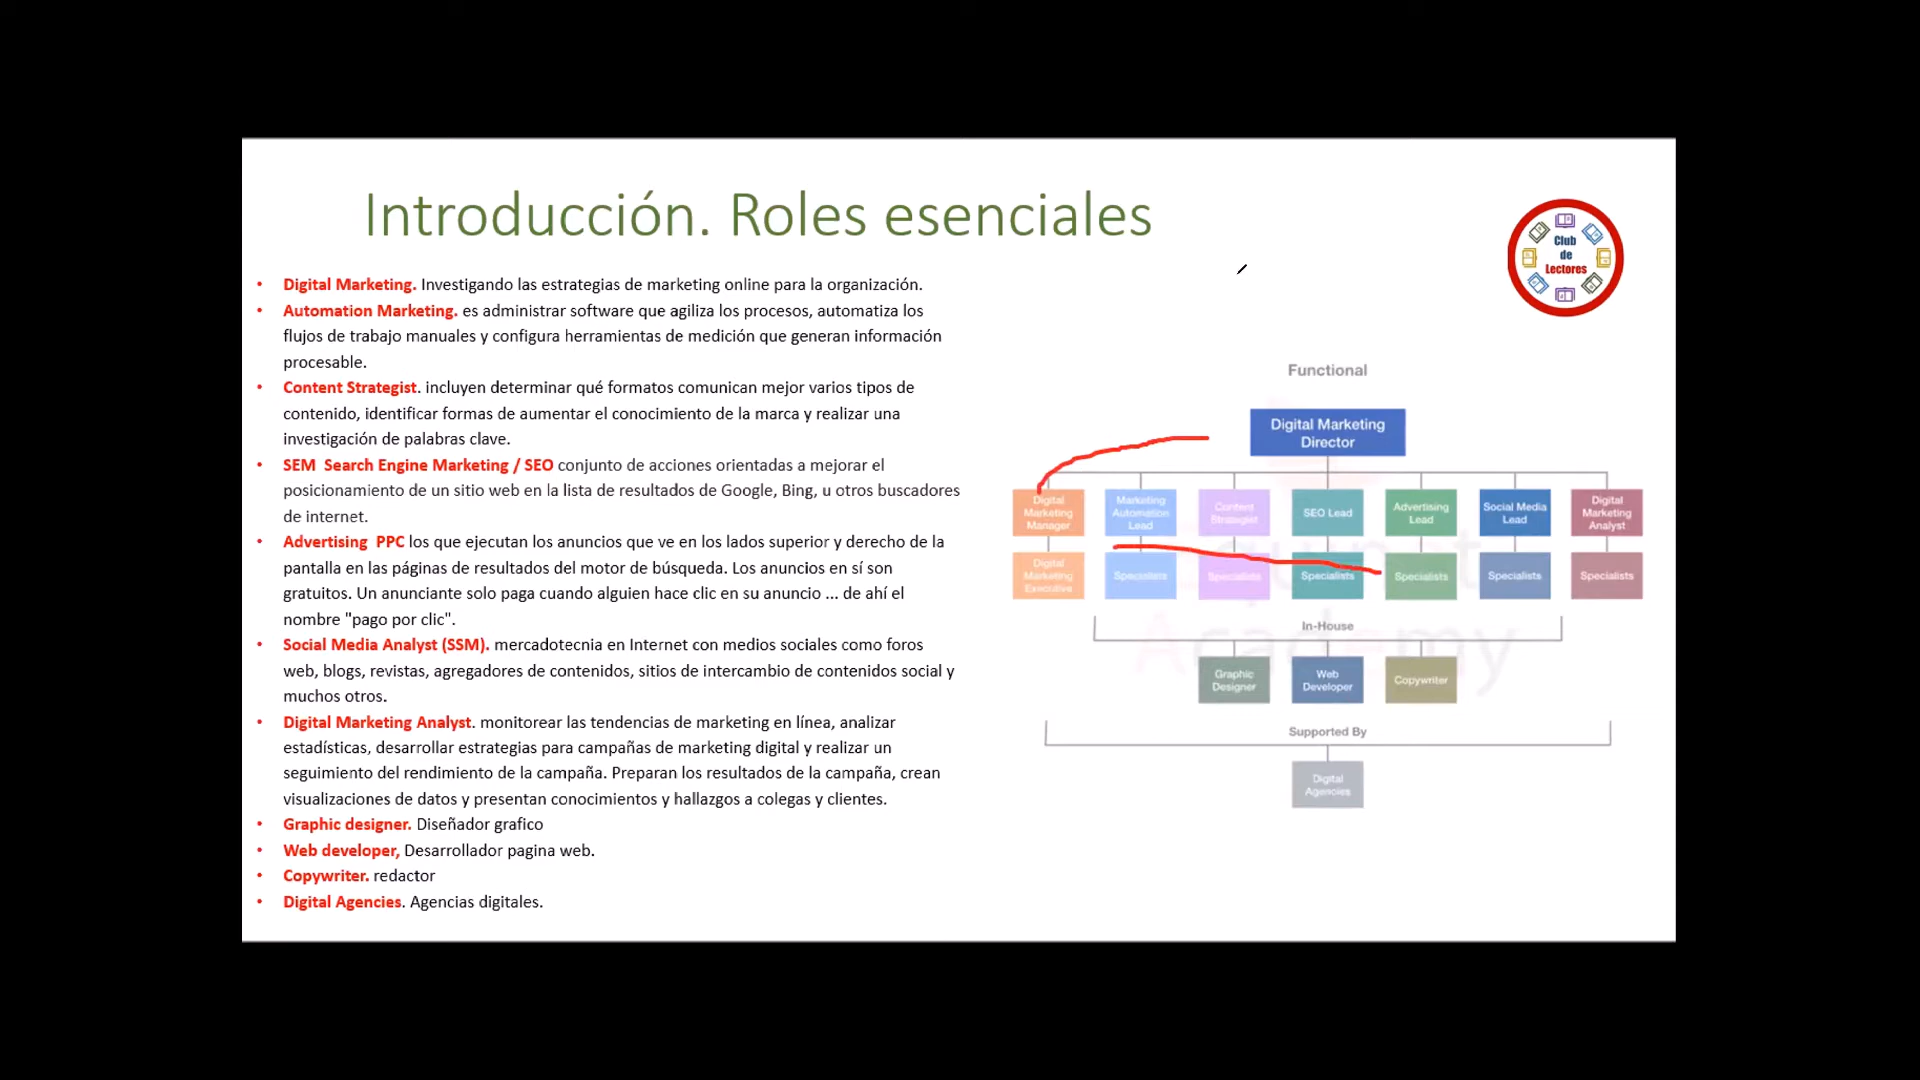 Introducción. Roles esenciales
Club
de
Lectores
• Digital Marketing. Investigando las estrategias de marketing online para la organización.
• Automation Marketing. es administrar software que agiliza los procesos, automatiza los
flujos de trabajo manuales y configura herramientas de medición que generan información
procesable.
• Content Strategist. incluyen determinar qué formatos comunican mejor varios tipos de
contenido, identificar formas de aumentar el conocimiento de la marca y realizar una
investigación de palabras clave.
• SEM  Search Engine Marketing / SEO conjunto de acciones orientadas a mejorar el
posicionamiento de un sitio web en la lista de resultados de Google, Bing, u otros buscadores
de internet.
• Advertising  PPC los que ejecutan los anuncios que ve en los lados superior y derecho de la
pantalla en las páginas de resultados del motor de búsqueda. Los anuncios en sí son
gratuitos. Un anunciante solo paga cuando alguien hace clic en su anuncio ... de ahí el
nombre "pago por clic".
• Social Media Analyst (SSM). mercadotecnia en Internet con medios sociales como foros
web, blogs, revistas, agregadores de contenidos, sitios de intercambio de contenidos social y
muchos otros.
• Digital Marketing Analyst. monitorear las tendencias de marketing en línea, analizar
estadísticas, desarrollar estrategias para campañas de marketing digital y realizar un
seguimiento del rendimiento de la campaña. Preparan los resultados de la campaña, crean
visualizaciones de datos y presentan conocimientos y hallazgos a colegas y clientes.
• Graphic designer. Diseñador grafico
• Web developer, Desarrollador pagina web.
• Copywriter. redactor
• Digital Agencies. Agencias digitales.
Functional
Digital Marketing
Director
Digital
Marketing
Manager
Marketing
Automation
Lead
Content
Strategist
SEO Lead
Advertising
Lead
Social Media
Lead
Digital
Marketing
Analyst
Digital
Marketing
Executive
Specialists
Specialists
Specialists
Specialists
Specialists
Specialists
In-House
Academy
Graphic
Designer
Web
Developer
Copywriter
Supported By
Digital
Agencies